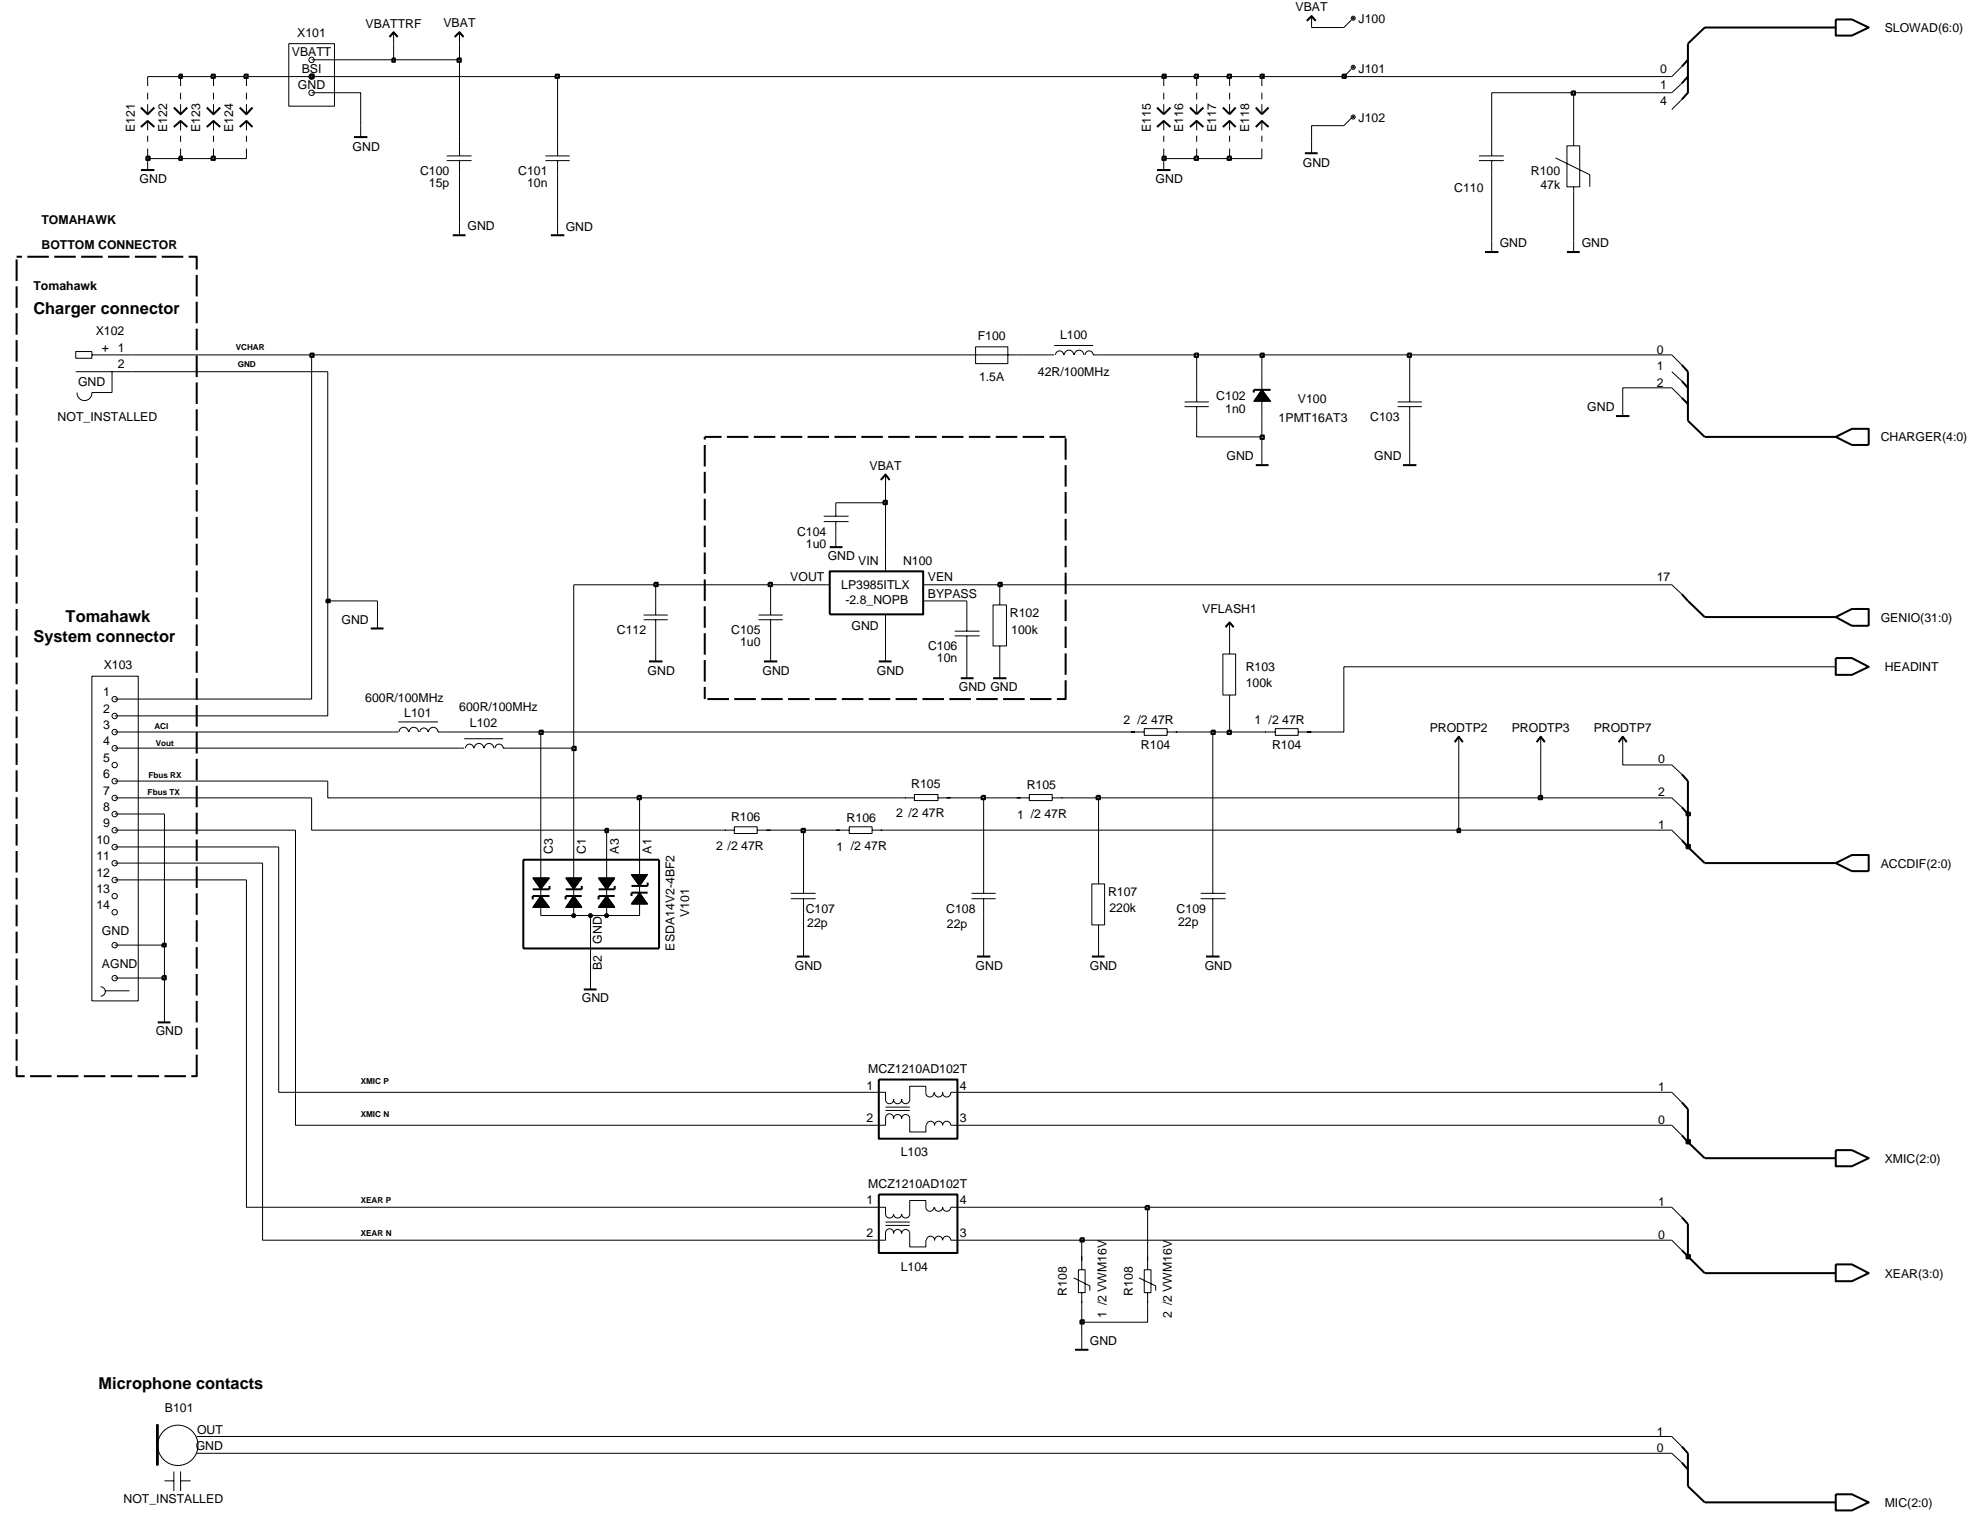 VBAT
J100
SLOWAD(6:0)
VBATTRF
VBAT
X101
VBATT
BSI
GND
J101
0
1
4
E121
E122
E123
E124
E115
E116
E117
E118
J102
GND
GND
GND
GND
C100
15p
C101
10n
C110
R100
47k
GND
GND
GND
GND
TOMAHAWK
BOTTOM CONNECTOR
Tomahawk
Charger connector
X102
+ 1
2
GND
NOT_INSTALLED
VCHAR
GND
F100
1.5A
L100
42R/100MHz
C102
1n0
V100
1PMT16AT3
C103
GND
GND
0
1
2
GND
CHARGER(4:0)
VBAT
C104
1u0
GND
VIN
N100
VOUT
LP3985ITLX
-2.8_NOPB
VEN
BYPASS
GND
C112
C105
1u0
C106
10n
R102
100k
GND
GND
GND
GND
GND
17
GENIO(31:0)
GND
VFLASH1
R103
100k
HEADINT
Tomahawk
System connector
X103
1
2
3
4
5
6
7
8
9
10
11
12
13
14
GND
AGND
GND
ACI
Vout
Fbus RX
Fbus TX
600R/100MHz
L101
600R/100MHz
L102
2 /2 47R
R104
1 /2 47R
R104
PRODTP2
PRODTP3
PRODTP7
0
2
1
ACCDIF(2:0)
R105
2 /2 47R
R105
1 /2 47R
R106
2 /2 47R
R106
1 /2 47R
C3
C1
A3
A1
GND
B2
ESDA14V2-4BF2
V101
GND
C107
22p
C108
22p
R107
220k
C109
22p
GND
GND
GND
GND
XMIC P
XMIC N
MCZ1210AD102T
1
4
2
3
L103
1
0
XMIC(2:0)
XEAR P
XEAR N
MCZ1210AD102T
1
4
2
3
L104
1
0
XEAR(3:0)
R108
1 /2 VWM16V
R108
2 /2 VWM16V
GND
Microphone contacts
B101
OUT
GND
NOT_INSTALLED
1
0
MIC(2:0)